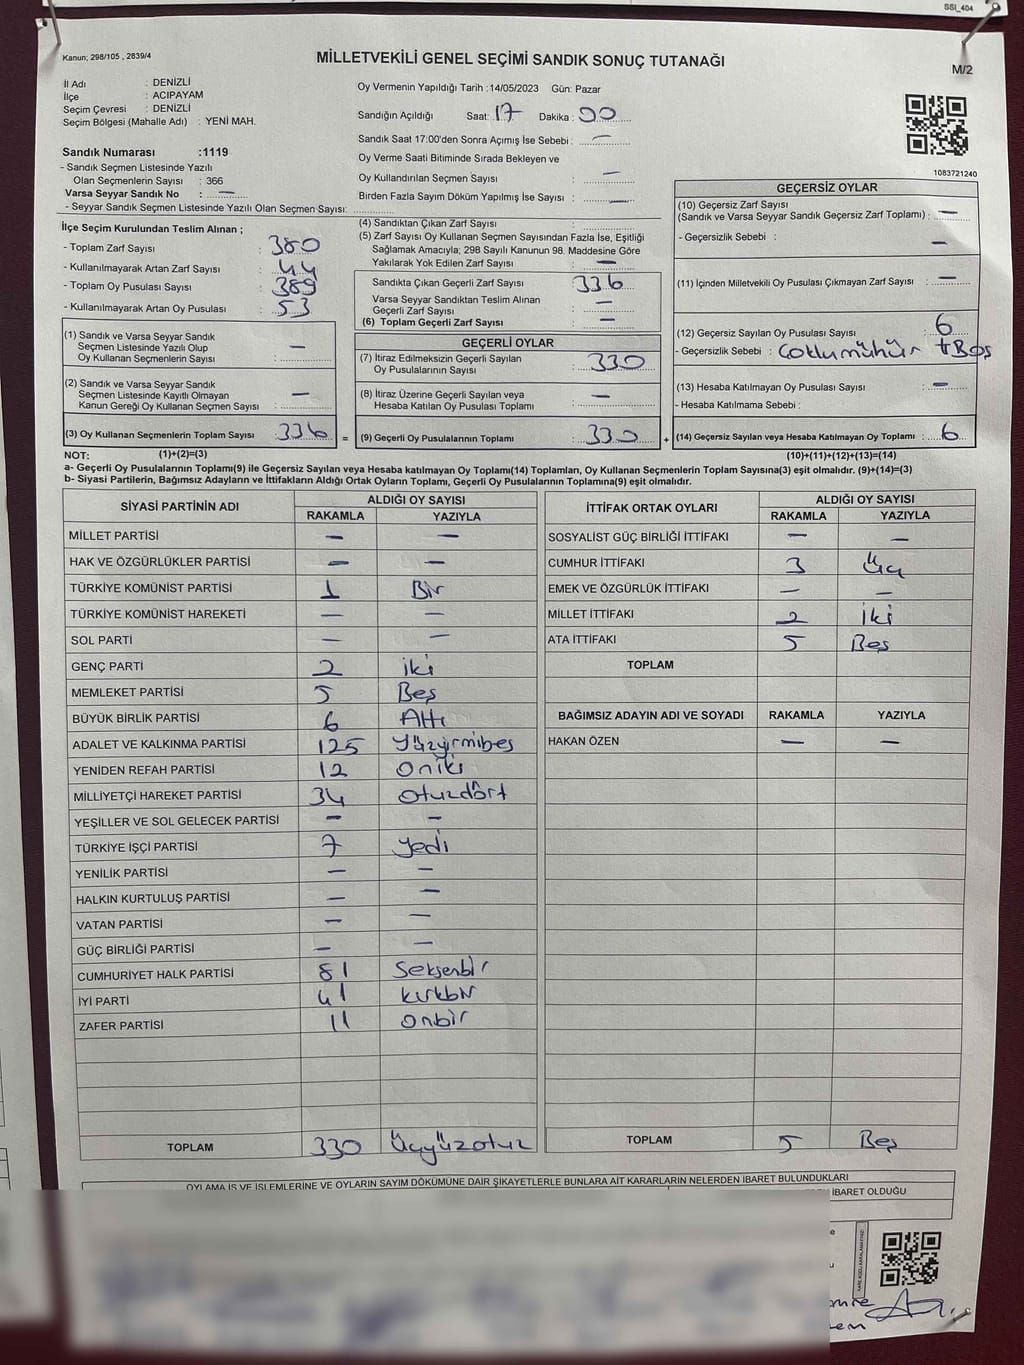 SSI_404
Kanun; 298/105 , 2839/4
MİLLETVEKİLİ GENEL SEÇİMİ SANDIK SONUÇ TUTANAĞI
M/2
İl Adı : DENİZLİ
İlçe : ACIPAYAM
Seçim Çevresi : DENİZLİ
Seçim Bölgesi (Mahalle Adı) : YENİ MAH.
Oy Vermenin Yapıldığı Tarih :14/05/2023 Gün: Pazar
Sandığın Açıldığı Saat: 17 Dakika : 00
Sandık Saat 17:00'den Sonra Açımış İse Sebebi : —
Oy Verme Saati Bitiminde Sırada Bekleyen ve
Oy Kullandırılan Seçmen Sayısı : —
Birden Fazla Sayım Döküm Yapılmış İse Sayısı : —
1083721240
Sandık Numarası :1119
- Sandık Seçmen Listesinde Yazılı
Olan Seçmenlerin Sayısı : 366
Varsa Seyyar Sandık No : —
- Seyyar Sandık Seçmen Listesinde Yazılı Olan Seçmen Sayısı:
İlçe Seçim Kurulundan Teslim Alınan ;
- Toplam Zarf Sayısı : 380
- Kullanılmayarak Artan Zarf Sayısı : 44
- Toplam Oy Pusulası Sayısı : 389
- Kullanılmayarak Artan Oy Pusulası : 53
(4) Sandıktan Çıkan Zarf Sayısı :
(5) Zarf Sayısı Oy Kullanan Seçmen Sayısından Fazla İse, Eşitliği
Sağlamak Amacıyla; 298 Sayılı Kanunun 98. Maddesine Göre
Yakılarak Yok Edilen Zarf Sayısı : —
Sandıkta Çıkan Geçerli Zarf Sayısı : 336
Varsa Seyyar Sandıktan Teslim Alınan
Geçerli Zarf Sayısı : —
(6) Toplam Geçerli Zarf Sayısı : —
GEÇERSİZ OYLAR
(10) Geçersiz Zarf Sayısı
(Sandık ve Varsa Seyyar Sandık Geçersiz Zarf Toplamı) : —
- Geçersizlik Sebebi : —
(11) İçinden Milletvekili Oy Pusulası Çıkmayan Zarf Sayısı : —
(12) Geçersiz Sayılan Oy Pusulası Sayısı : 6
- Geçersizlik Sebebi : Çoklumühür + Boş
(13) Hesaba Katılmayan Oy Pusulası Sayısı : —
- Hesaba Katılmama Sebebi :
(1) Sandık ve Varsa Seyyar Sandık
Seçmen Listesinde Yazılı Olup
Oy Kullanan Seçmenlerin Sayısı : —
(2) Sandık ve Varsa Seyyar Sandık
Seçmen Listesinde Kayıtlı Olmayan
Kanun Gereği Oy Kullanan Seçmen Sayısı : —
GEÇERLİ OYLAR
(7) İtiraz Edilmeksizin Geçerli Sayılan
Oy Pusulalarının Sayısı : 330
(8) İtiraz Üzerine Geçerli Sayılan veya
Hesaba Katılan Oy Pusulası Toplamı : —
(3) Oy Kullanan Seçmenlerin Toplam Sayısı : 336 = (9) Geçerli Oy Pusulalarının Toplamı : 330 + (14) Geçersiz Sayılan veya Hesaba Katılmayan Oy Toplamı : 6
NOT: (1)+(2)=(3) (10)+(11)+(12)+(13)=(14)
a- Geçerli Oy Pusulalarının Toplamı(9) ile Geçersiz Sayılan veya Hesaba katılmayan Oy Toplamı(14) Toplamları, Oy Kullanan Seçmenlerin Toplam Sayısına(3) eşit olmalıdır. (9)+(14)=(3)
b- Siyasi Partilerin, Bağımsız Adayların ve İttifakların Aldığı Ortak Oyların Toplamı, Geçerli Oy Pusulalarının Toplamına(9) eşit olmalıdır.
SİYASİ PARTİNİN ADI ALDIĞI OY SAYISI
RAKAMLA YAZIYLA
MİLLET PARTİSİ — —
HAK VE ÖZGÜRLÜKLER PARTİSİ — —
TÜRKİYE KOMÜNİST PARTİSİ 1 Bir
TÜRKİYE KOMÜNİST HAREKETİ — —
SOL PARTİ — —
GENÇ PARTİ 2 iki
MEMLEKET PARTİSİ 5 Beş
BÜYÜK BİRLİK PARTİSİ 6 Altı
ADALET VE KALKINMA PARTİSİ 125 Yüzyirmibeş
YENİDEN REFAH PARTİSİ 12 Oniki
MİLLİYETÇİ HAREKET PARTİSİ 34 Otuzdört
YEŞİLLER VE SOL GELECEK PARTİSİ — —
TÜRKİYE İŞÇİ PARTİSİ 7 Yedi
YENİLİK PARTİSİ — —
HALKIN KURTULUŞ PARTİSİ — —
VATAN PARTİSİ — —
GÜÇ BİRLİĞİ PARTİSİ — —
CUMHURİYET HALK PARTİSİ 81 Seksenbir
İYİ PARTİ 41 kırkbir
ZAFER PARTİSİ 11 Onbir
TOPLAM 330 Üçyüzotuz
İTTİFAK ORTAK OYLARI ALDIĞI OY SAYISI
RAKAMLA YAZIYLA
SOSYALİST GÜÇ BİRLİĞİ İTTİFAKI — —
CUMHUR İTTİFAKI 3 Üç
EMEK VE ÖZGÜRLÜK İTTİFAKI — —
MİLLET İTTİFAKI 2 İki
ATA İTTİFAKI 5 Beş
TOPLAM
BAĞIMSIZ ADAYIN ADI VE SOYADI RAKAMLA YAZIYLA
HAKAN ÖZEN — —
TOPLAM 5 Beş
OYLAMA İŞ VE İŞLEMLERİNE VE OYLARIN SAYIM DÖKÜMÜNE DAİR ŞİKAYETLERLE BUNLARA AİT KARARLARIN NELERDEN İBARET BULUNDUKLARI
İBARET OLDUĞU